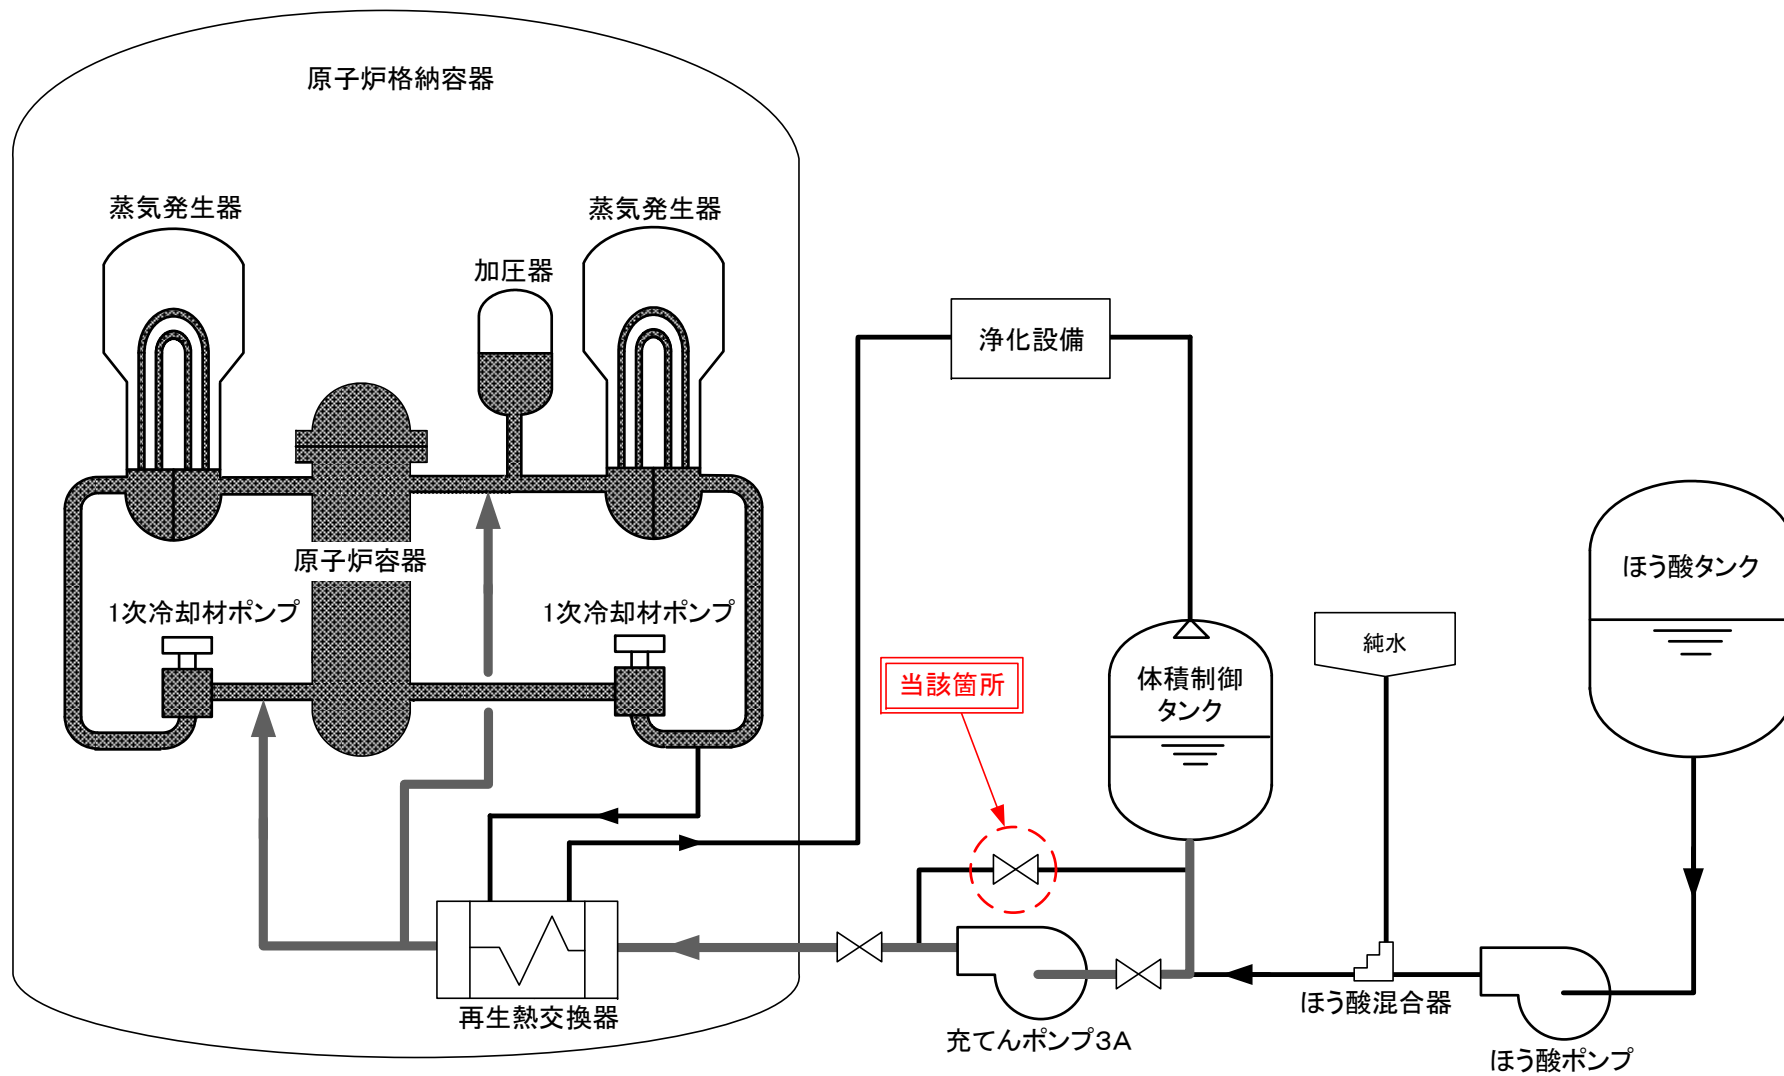 原子炉格納容器
蒸気発生器
蒸気発生器
加圧器
浄化設備
原子炉容器
ほう酸タンク
1次冷却材ポンプ
1次冷却材ポンプ
純水
当該箇所
体積制御
タンク
再生熱交換器
充てんポンプ3A
ほう酸混合器
ほう酸ポンプ